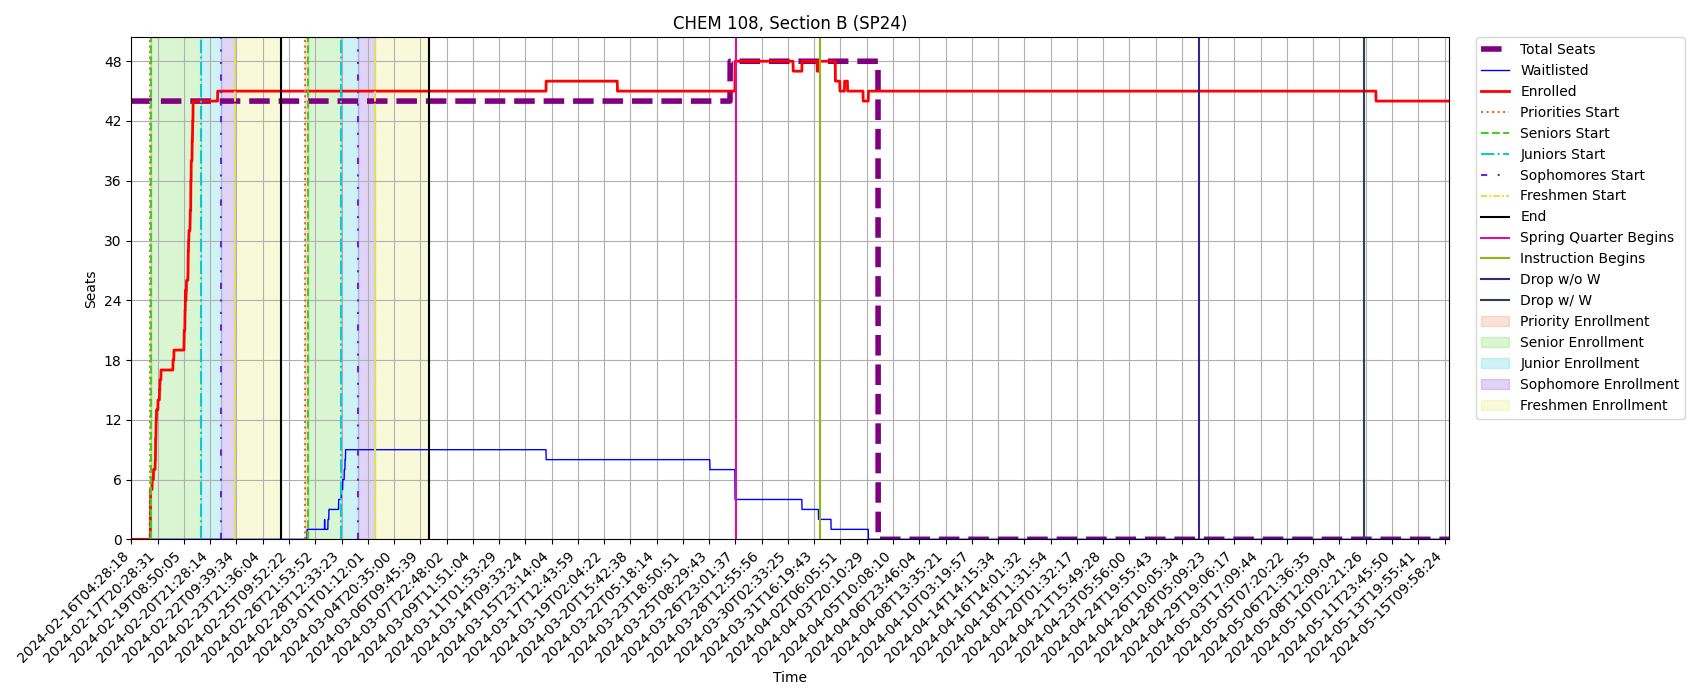 CHEM 108, Section B (SP24)
Seats
48
42
36
30
24
18
12
6
0
2024-02-16T04:28:18
2024-02-17T20:28:31
2024-02-19T08:50:05
2024-02-20T21:28:14
2024-02-22T09:39:34
2024-02-23T21:36:04
2024-02-25T09:52:22
2024-02-26T21:53:52
2024-02-28T12:33:23
2024-03-01T01:12:01
2024-03-04T20:35:00
2024-03-06T09:45:39
2024-03-07T22:48:02
2024-03-09T11:51:04
2024-03-11T01:53:29
2024-03-14T09:33:24
2024-03-15T23:14:04
2024-03-17T12:43:59
2024-03-19T02:04:22
2024-03-20T15:42:38
2024-03-22T05:18:14
2024-03-23T18:50:51
2024-03-25T08:29:43
2024-03-26T23:01:37
2024-03-28T12:55:56
2024-03-30T02:33:25
2024-03-31T16:19:43
2024-04-02T06:05:51
2024-04-03T20:10:29
2024-04-05T10:08:10
2024-04-06T23:46:04
2024-04-08T13:35:21
2024-04-10T03:19:57
2024-04-14T14:15:34
2024-04-16T14:01:32
2024-04-18T11:31:54
2024-04-20T01:32:17
2024-04-21T15:49:28
2024-04-23T05:56:00
2024-04-24T19:55:43
2024-04-26T10:05:34
2024-04-28T05:09:23
2024-04-29T19:06:17
2024-05-03T17:09:44
2024-05-05T07:20:22
2024-05-06T21:36:35
2024-05-08T12:09:04
2024-05-10T02:21:26
2024-05-11T23:45:50
2024-05-13T19:55:41
2024-05-15T09:58:24
Time
Total Seats
Waitlisted
Enrolled
Priorities Start
Seniors Start
Juniors Start
Sophomores Start
Freshmen Start
End
Spring Quarter Begins
Instruction Begins
Drop w/o W
Drop w/ W
Priority Enrollment
Senior Enrollment
Junior Enrollment
Sophomore Enrollment
Freshmen Enrollment